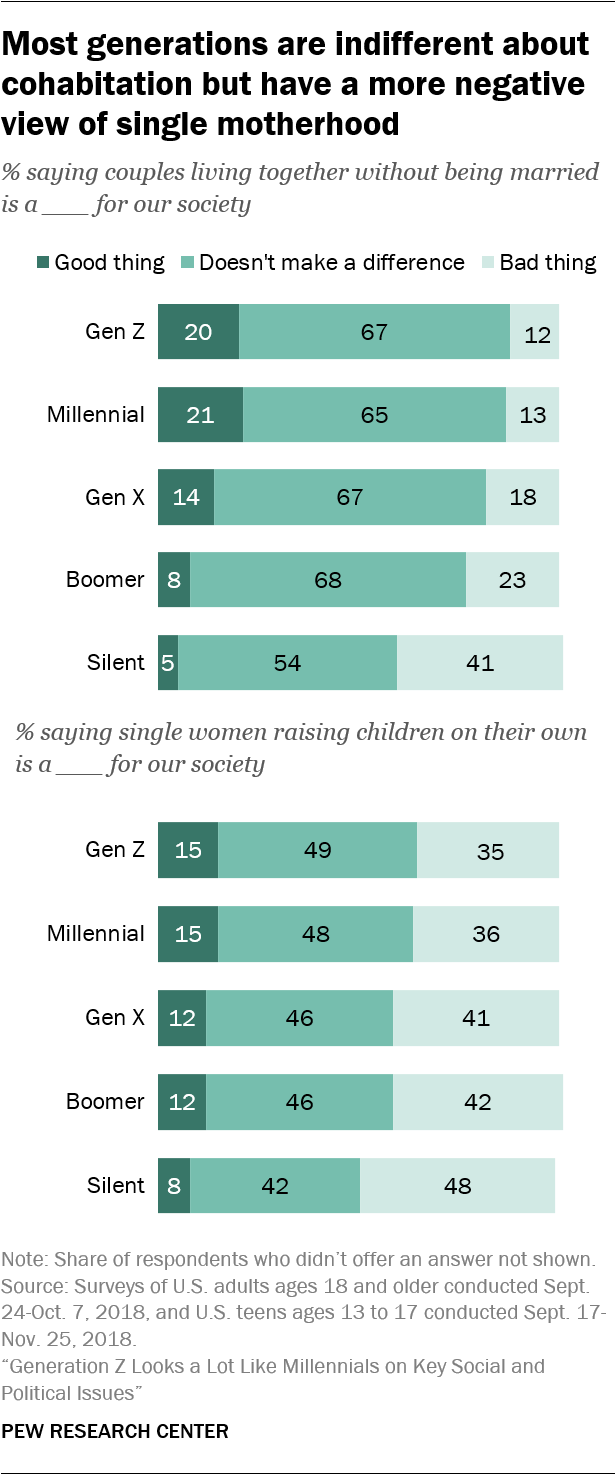 Most generations are indifferent about
cohabitation but have a more negative
view of single motherhood
% saying couples living together without being married
is a ___ for our society
Good thing Doesn't make a difference Bad thing
Gen Z 20 67 12
Millennial 21 65 13
Gen X 14 67 18
Boomer 8 68 23
Silent 5 54 41
% saying single women raising children on their own
is a ___ for our society
Gen Z 15 49 35
Millennial 15 48 36
Gen X 12 46 41
Boomer 12 46 42
Silent 8 42 48
Note: Share of respondents who didn’t offer an answer not shown.
Source: Surveys of U.S. adults ages 18 and older conducted Sept.
24-Oct. 7, 2018, and U.S. teens ages 13 to 17 conducted Sept. 17-
Nov. 25, 2018.
“Generation Z Looks a Lot Like Millennials on Key Social and
Political Issues”
PEW RESEARCH CENTER